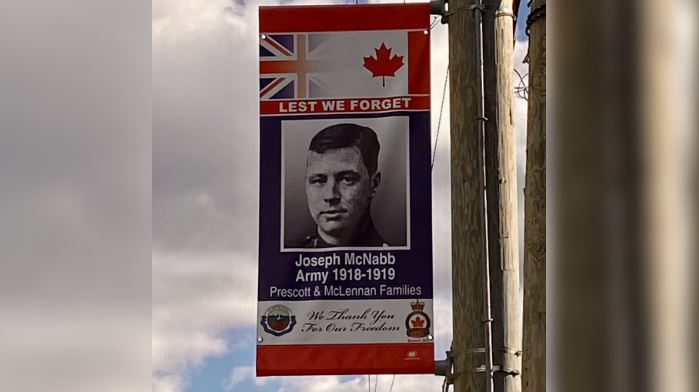 LEST WE FORGET
Joseph McNabb
Army 1918-1919
Prescott & McLennan Families
We Thank You
For Our Freedom